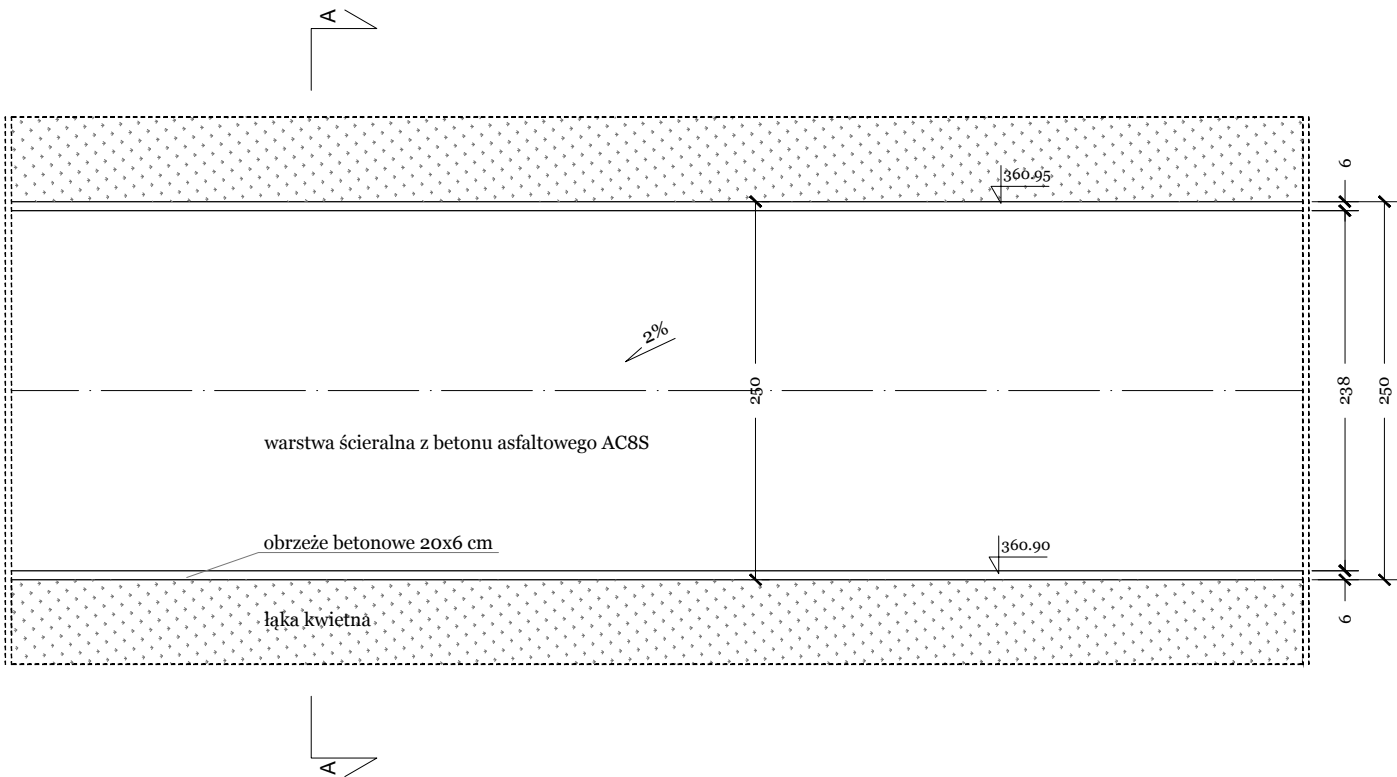 A
6
360.95
2%
250
238
250
warstwa ścieralna z betonu asfaltowego AC8S
obrzeże betonowe 20x6 cm
360.90
łąka kwietna
6
A